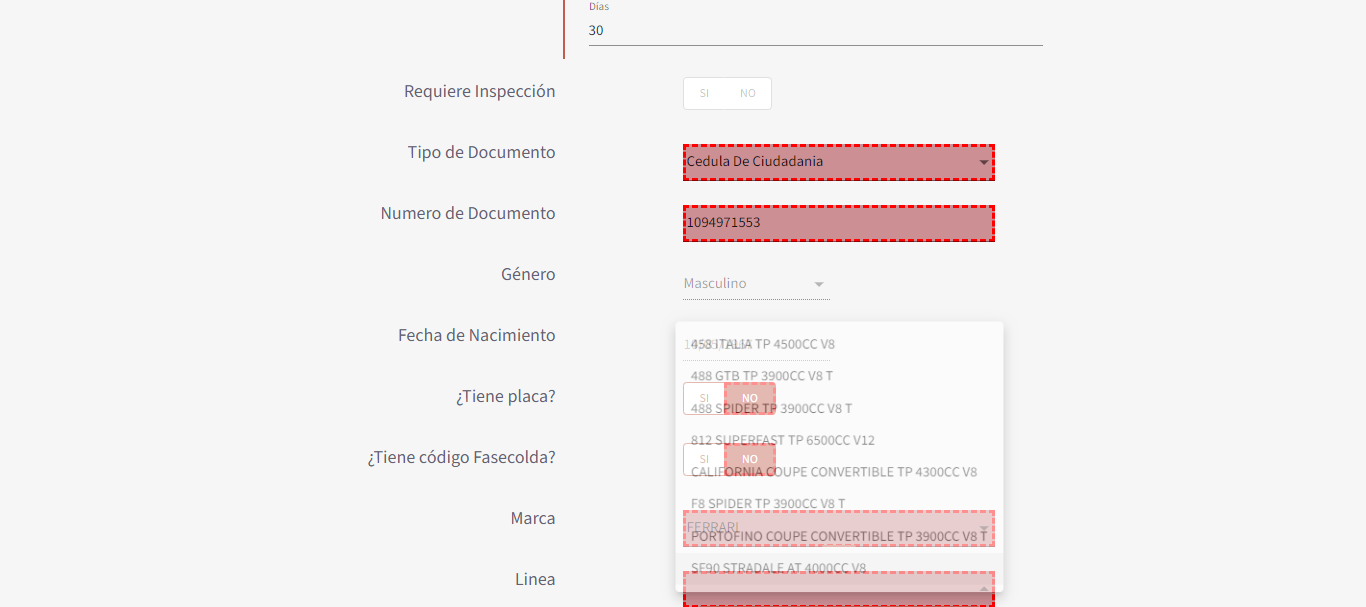 Días
30
Requiere Inspección
SI NO
Tipo de Documento
Cedula De Ciudadania
Numero de Documento
1094971553
Género
Masculino
Fecha de Nacimiento
458 ITALIA TP 4500CC V8
488 GTB TP 3900CC V8 T
¿Tiene placa?
SI NO
488 SPIDER TP 3900CC V8 T
812 SUPERFAST TP 6500CC V12
¿Tiene código Fasecolda?
SI NO
CALIFORNIA COUPE CONVERTIBLE TP 4300CC V8
F8 SPIDER TP 3900CC V8 T
Marca
FERRARI
PORTOFINO COUPE CONVERTIBLE TP 3900CC V8 T
SF90 STRADALE AT 4000CC V8
Linea